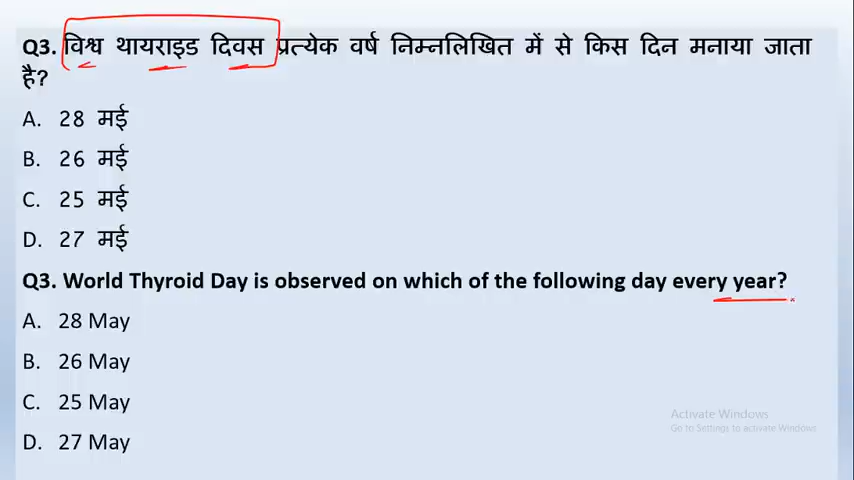 Q3. विश्व थायराइड दिवस प्रत्येक वर्ष निम्नलिखित में से किस दिन मनाया जाता
है?
A. 28 मई
B. 26 मई
C. 25 मई
D. 27 मई
Q3. World Thyroid Day is observed on which of the following day every year?
A. 28 May
B. 26 May
C. 25 May
D. 27 May
Activate Windows
Go to Settings to activate Windows